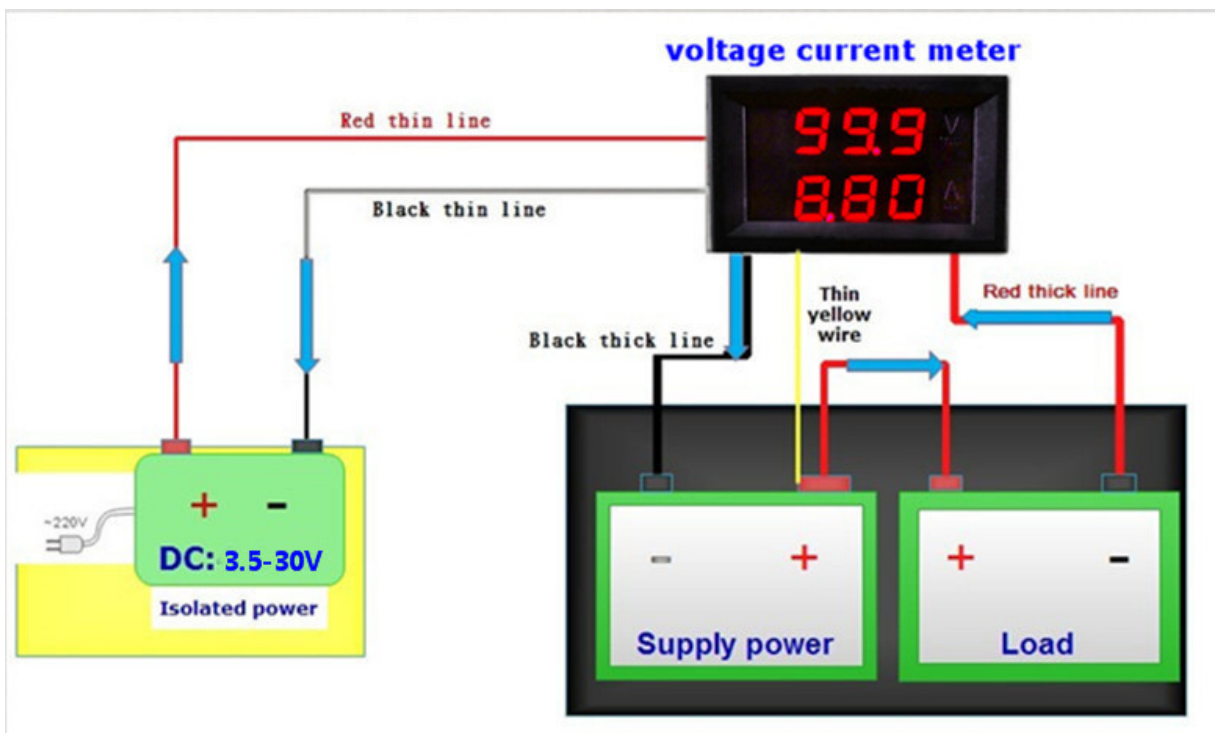 voltage current meter
99.9 V
8.80 A
Red thin line
Black thin line
Red thick line
Thin
yellow
wire
Black thick line
~220V
+ -
DC: 3.5-30V
Isolated power
- +
Supply power
+ -
Load